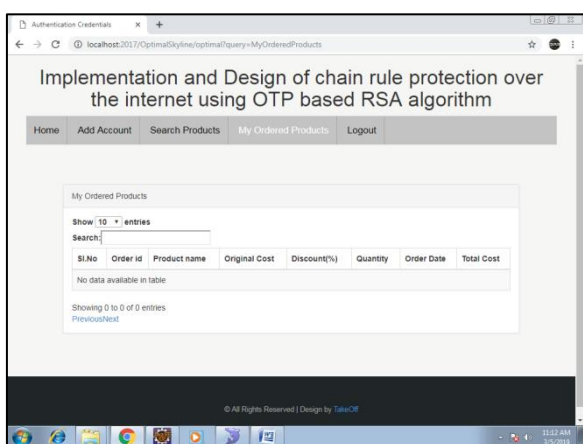 Authentication Credentials
localhost:2017/OptimalSkyline/optimal?query=MyOrderedProducts
Implementation and Design of chain rule protection over
the internet using OTP based RSA algorithm
Home Add Account Search Products My Ordered Products Logout
My Ordered Products
Show 10 entries
Search:
Sl.No Order id Product name Original Cost Discount(%) Quantity Order Date Total Cost
No data available in table
Showing 0 to 0 of 0 entries
PreviousNext
© All Rights Reserved | Design by TakeOff
11:12 AM
2/5/2019